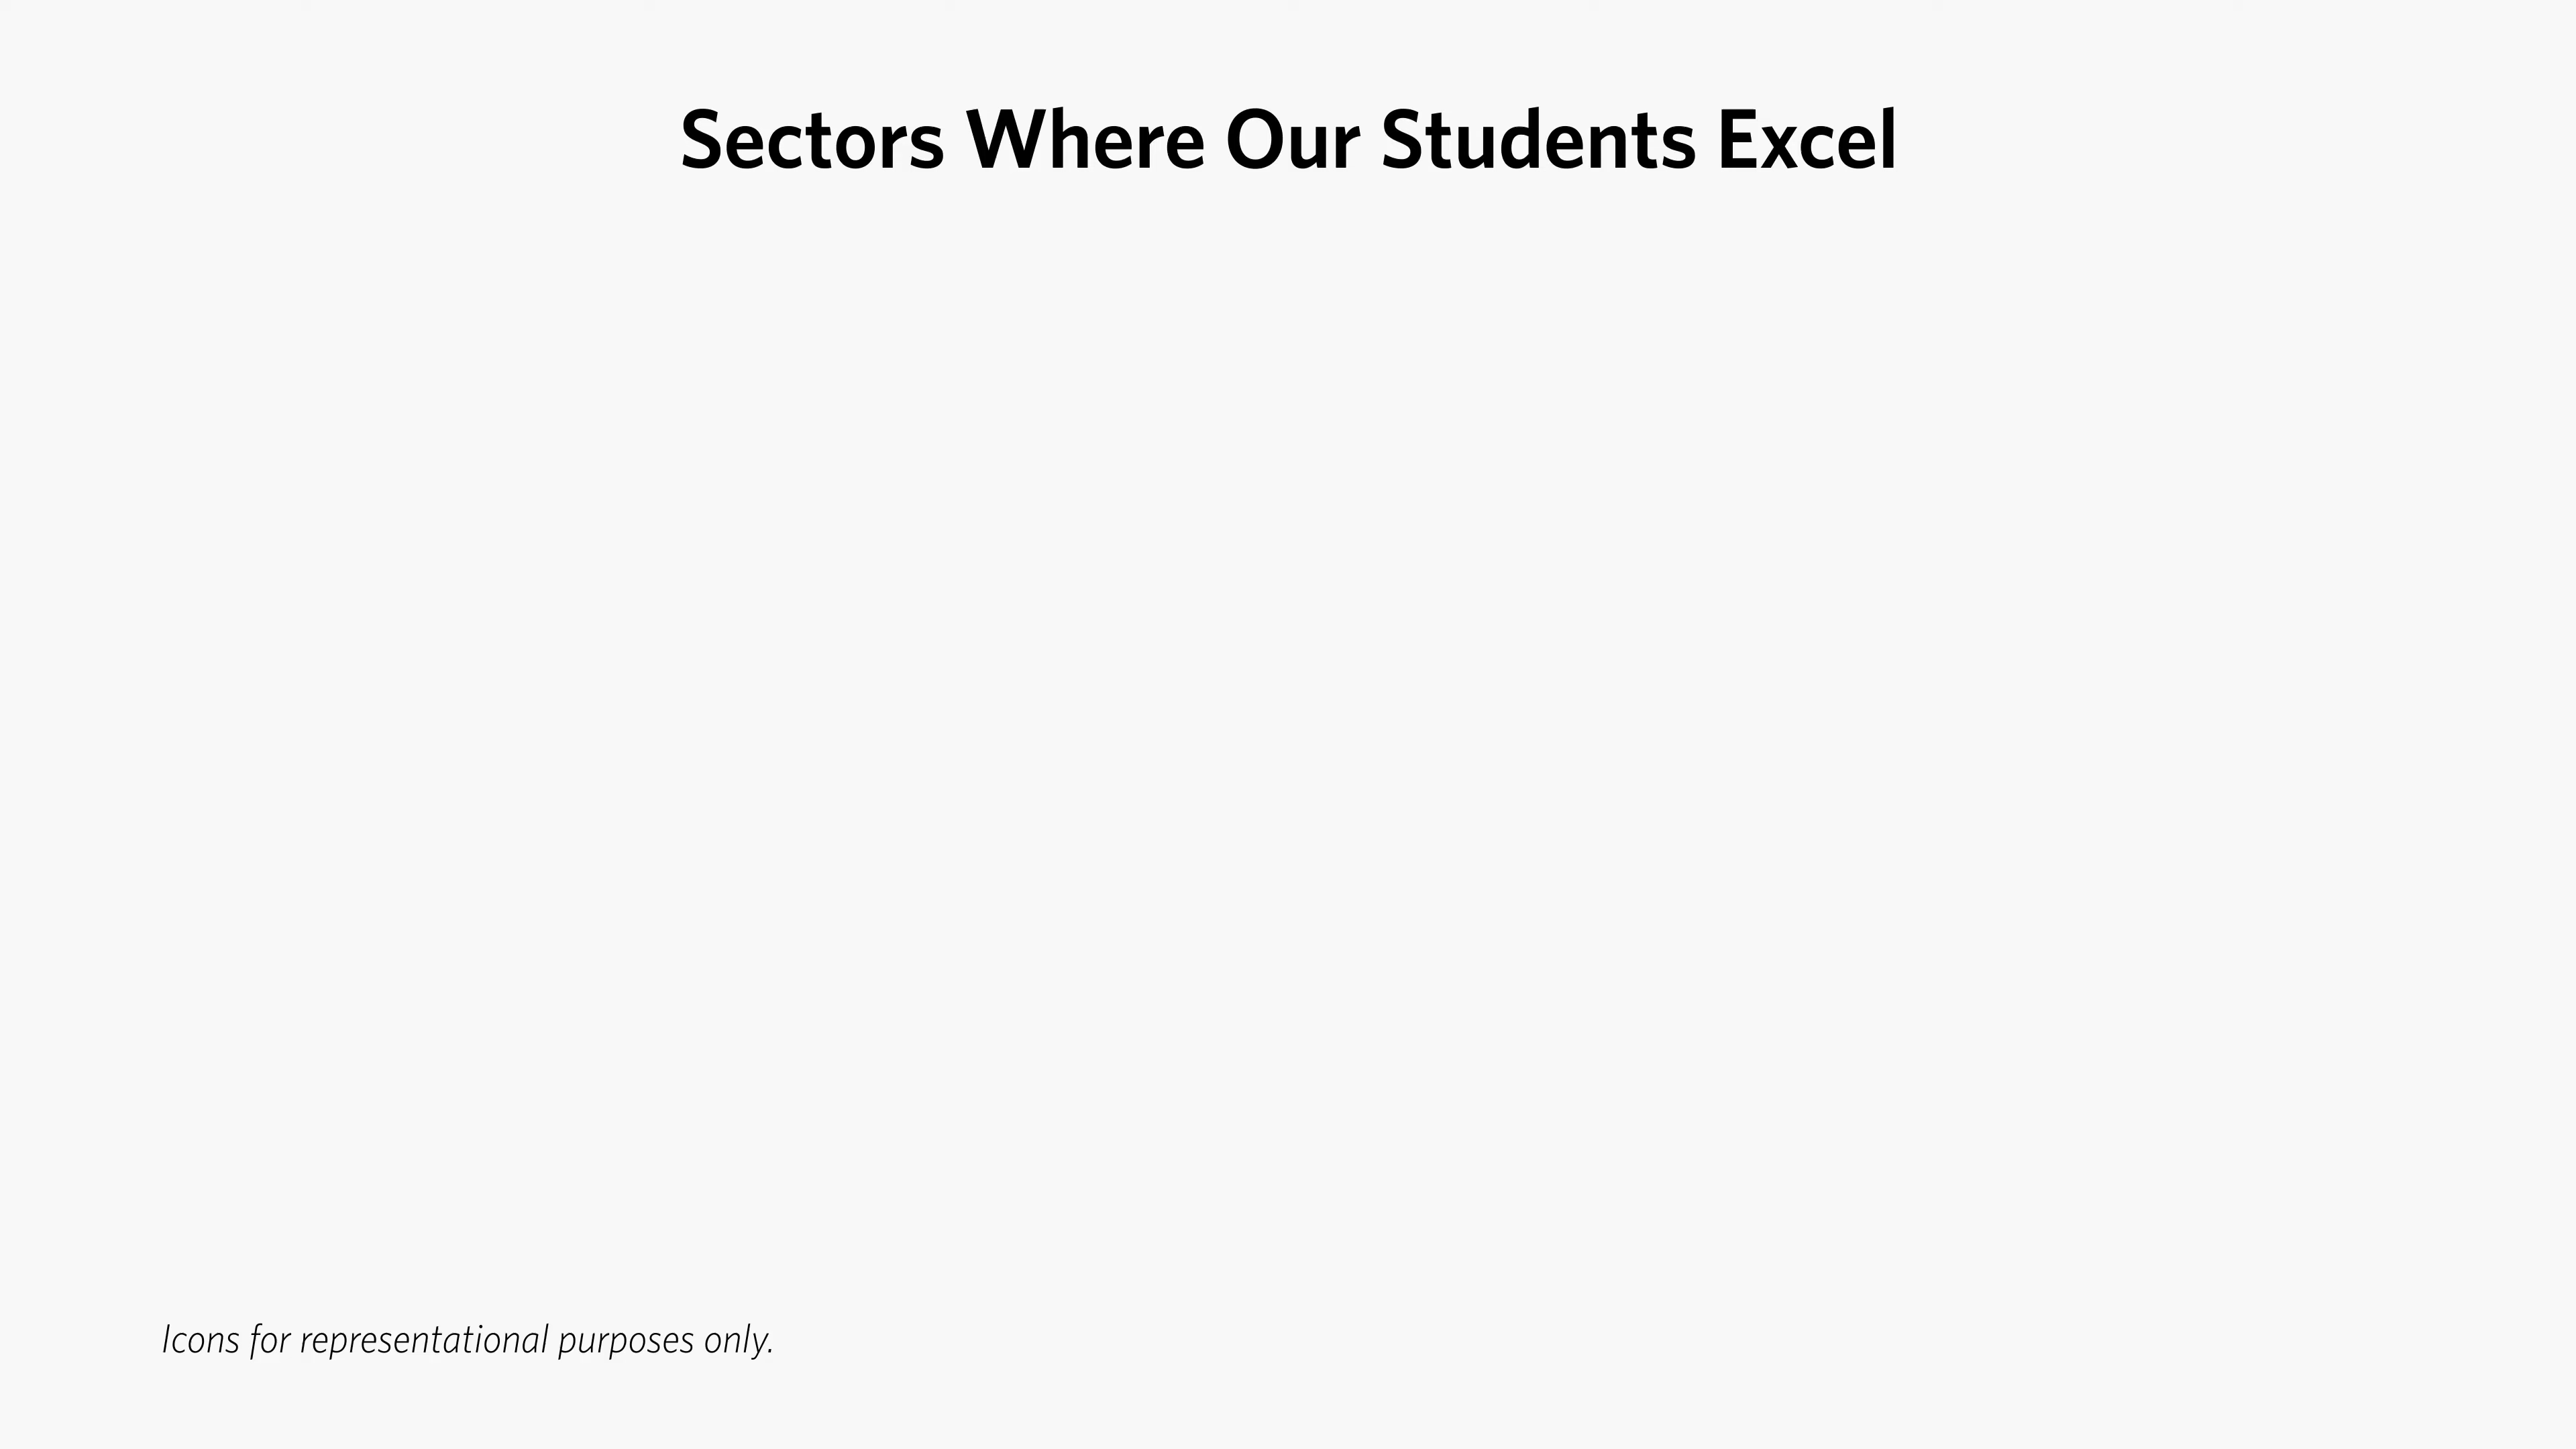 Sectors Where Our Students Excel
Icons for representational purposes only.